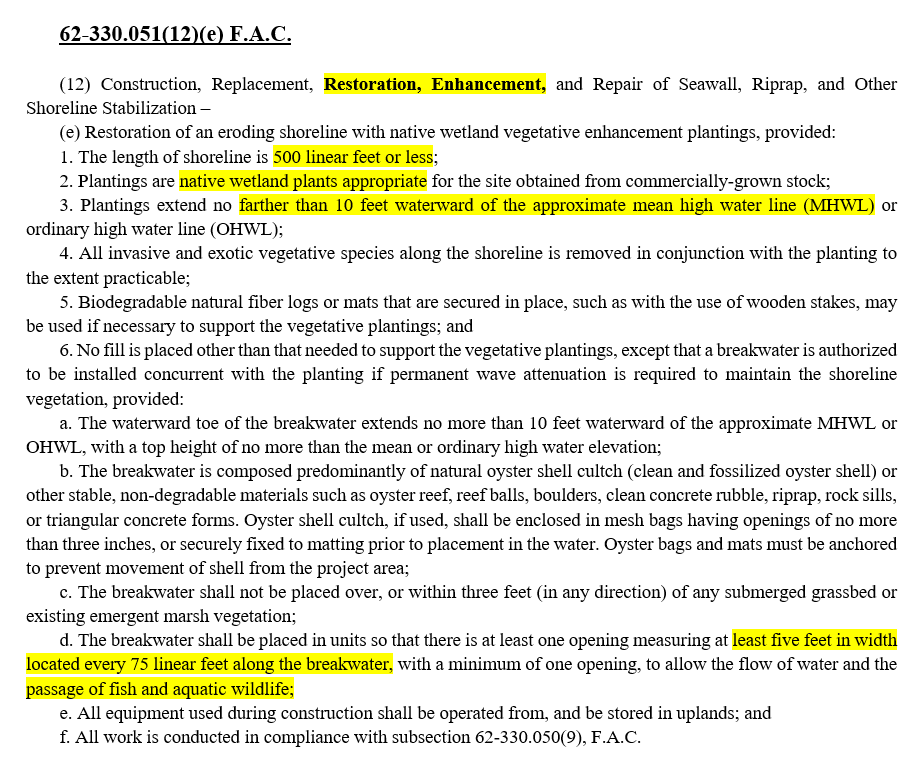 62-330.051(12)(e) F.A.C.
(12) Construction, Replacement, Restoration, Enhancement, and Repair of Seawall, Riprap, and Other
Shoreline Stabilization –
(e) Restoration of an eroding shoreline with native wetland vegetative enhancement plantings, provided:
1. The length of shoreline is 500 linear feet or less;
2. Plantings are native wetland plants appropriate for the site obtained from commercially-grown stock;
3. Plantings extend no farther than 10 feet waterward of the approximate mean high water line (MHWL) or
ordinary high water line (OHWL);
4. All invasive and exotic vegetative species along the shoreline is removed in conjunction with the planting to
the extent practicable;
5. Biodegradable natural fiber logs or mats that are secured in place, such as with the use of wooden stakes, may
be used if necessary to support the vegetative plantings; and
6. No fill is placed other than that needed to support the vegetative plantings, except that a breakwater is authorized
to be installed concurrent with the planting if permanent wave attenuation is required to maintain the shoreline
vegetation, provided:
a. The waterward toe of the breakwater extends no more than 10 feet waterward of the approximate MHWL or
OHWL, with a top height of no more than the mean or ordinary high water elevation;
b. The breakwater is composed predominantly of natural oyster shell cultch (clean and fossilized oyster shell) or
other stable, non-degradable materials such as oyster reef, reef balls, boulders, clean concrete rubble, riprap, rock sills,
or triangular concrete forms. Oyster shell cultch, if used, shall be enclosed in mesh bags having openings of no more
than three inches, or securely fixed to matting prior to placement in the water. Oyster bags and mats must be anchored
to prevent movement of shell from the project area;
c. The breakwater shall not be placed over, or within three feet (in any direction) of any submerged grassbed or
existing emergent marsh vegetation;
d. The breakwater shall be placed in units so that there is at least one opening measuring at least five feet in width
located every 75 linear feet along the breakwater, with a minimum of one opening, to allow the flow of water and the
passage of fish and aquatic wildlife;
e. All equipment used during construction shall be operated from, and be stored in uplands; and
f. All work is conducted in compliance with subsection 62-330.050(9), F.A.C.